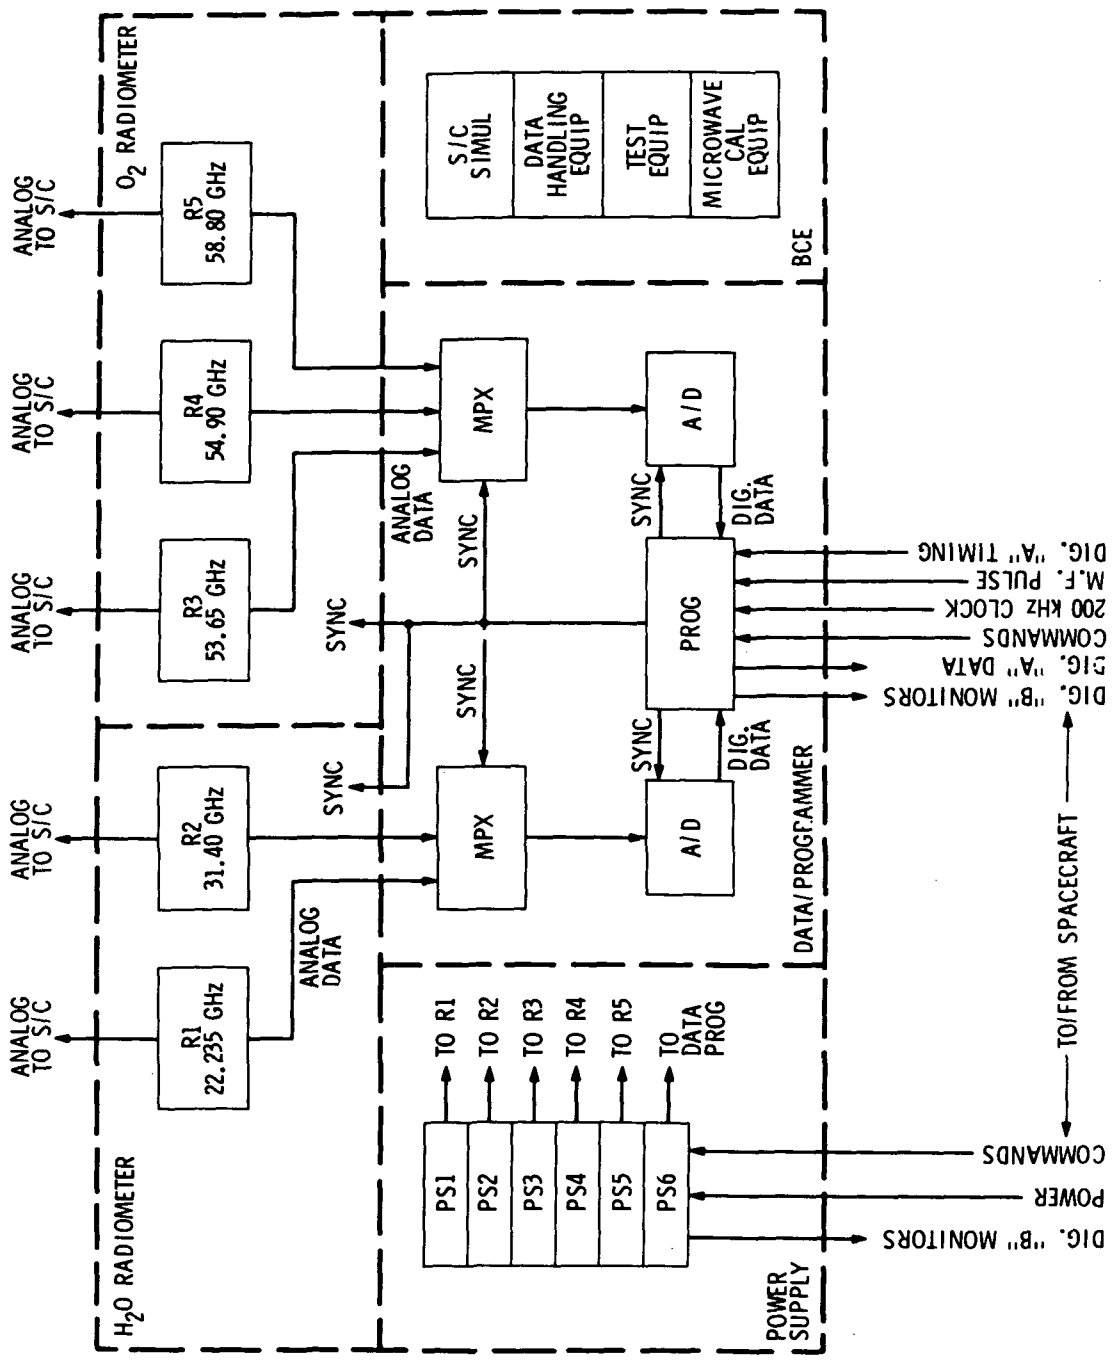 ANALOG
TO S/C
ANALOG
TO S/C
ANALOG
TO S/C
ANALOG
TO S/C
ANALOG
TO S/C
H2O RADIOMETER
O2 RADIOMETER
R1
22.235 GHz
R2
31.40 GHz
R3
53.65 GHz
R4
54.90 GHz
R5
58.80 GHz
ANALOG
DATA
SYNC
SYNC
ANALOG
DATA
PS1
PS2
PS3
PS4
PS5
PS6
TO R1
TO R2
TO R3
TO R4
TO R5
TO
DATA
PROG
POWER
SUPPLY
MPX
SYNC
SYNC
MPX
A/D
SYNC
DIG.
DATA
PROG
SYNC
DIG.
DATA
A/D
DATA/PROGRAMMER
S/C
SIMUL
DATA
HANDLING
EQUIP
TEST
EQUIP
MICROWAVE
CAL
EQUIP
BCE
DIG. "B" MONITORS
POWER
COMMANDS
TO/FROM SPACECRAFT
DIG. "B" MONITORS
DIG. "A" DATA
COMMANDS
200 kHz CLOCK
M.F. PULSE
DIG. "A" TIMING